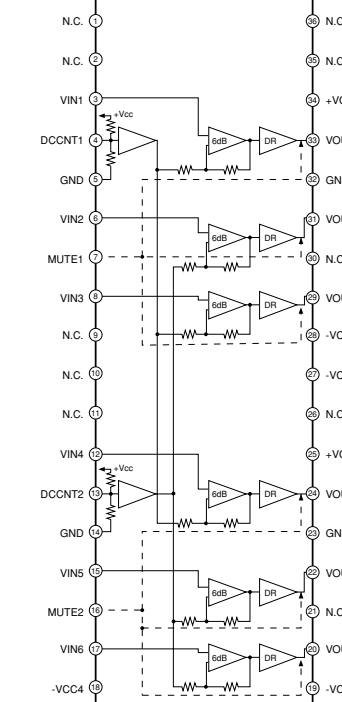 N.C. 1 36 N.C
N.C. 2 35 N.C
VIN1 3 34 +VC
+Vcc
DCCNT1 4 6dB DR 33 VOU
GND 5 32 GN
VIN2 6 31 VOU
6dB DR
MUTE1 7 30 N.C
VIN3 8 6dB DR 29 VOU
N.C. 9 28 -VC
N.C. 10 27 -VC
N.C. 11 26 N.C
VIN4 12 25 +VC
+Vcc
DCCNT2 13 6dB DR 24 VOU
GND 14 23 GN
VIN5 15 22 VOU
6dB DR
MUTE2 16 21 N.C
VIN6 17 6dB DR 20 VOU
-VCC4 18 19 -VC